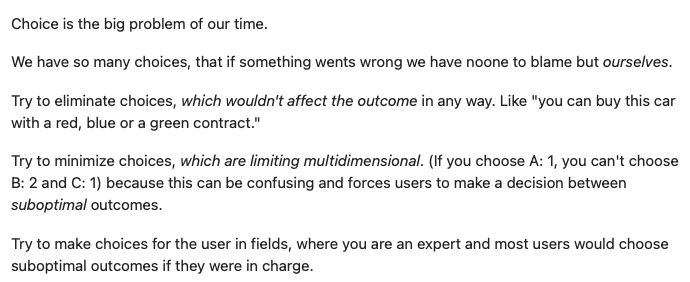 Choice is the big problem of our time.
We have so many choices, that if something wents wrong we have noone to blame but ourselves.
Try to eliminate choices, which wouldn't affect the outcome in any way. Like "you can buy this car
with a red, blue or a green contract."
Try to minimize choices, which are limiting multidimensional. (If you choose A: 1, you can't choose
B: 2 and C: 1) because this can be confusing and forces users to make a decision between
suboptimal outcomes.
Try to make choices for the user in fields, where you are an expert and most users would choose
suboptimal outcomes if they were in charge.